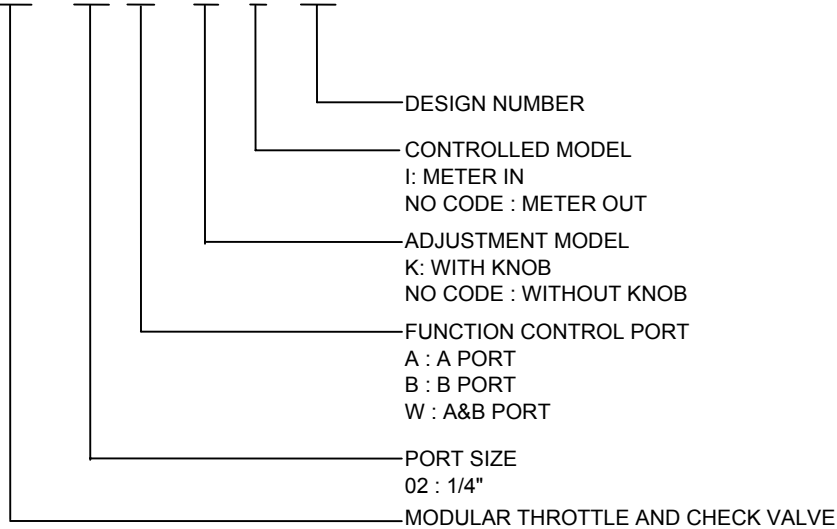 DESIGN NUMBER
CONTROLLED MODEL
I: METER IN
NO CODE : METER OUT
ADJUSTMENT MODEL
K: WITH KNOB
NO CODE : WITHOUT KNOB
FUNCTION CONTROL PORT
A : A PORT
B : B PORT
W : A&B PORT
PORT SIZE
02 : 1/4"
MODULAR THROTTLE AND CHECK VALVE